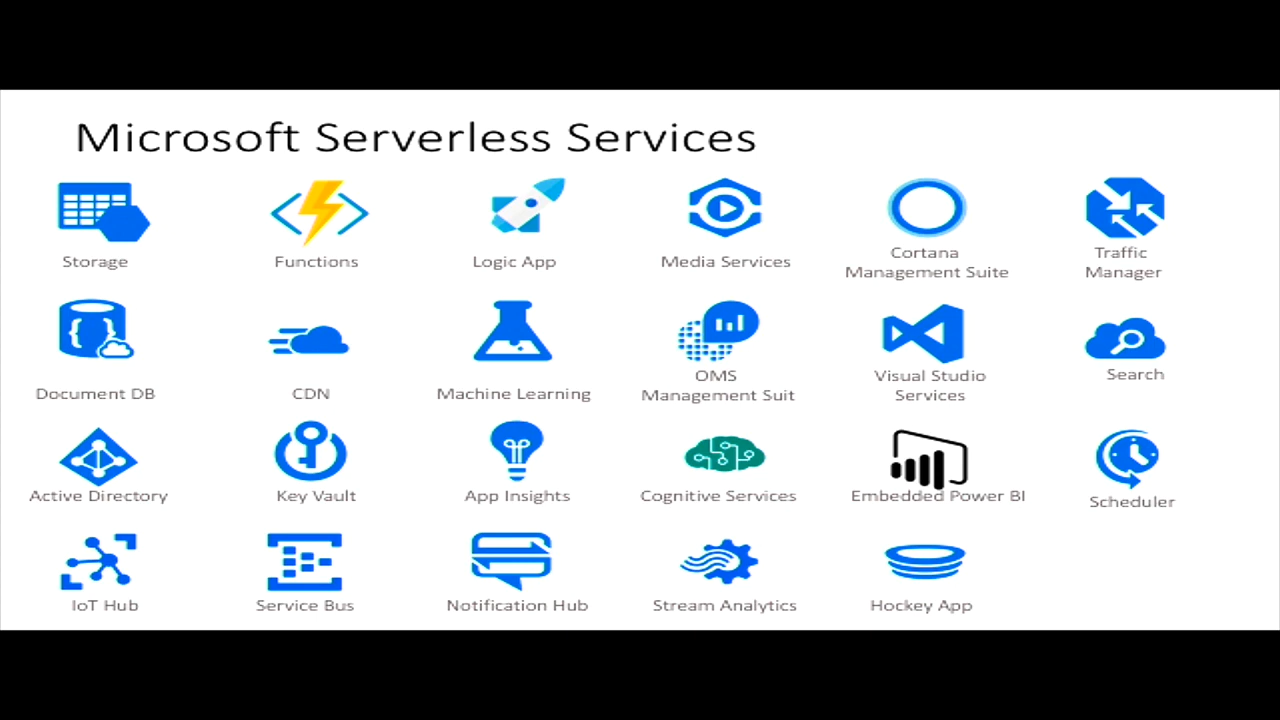 Microsoft Serverless Services
Storage
Functions
Logic App
Media Services
Cortana
Management Suite
Traffic
Manager
Document DB
CDN
Machine Learning
OMS
Management Suit
Visual Studio
Services
Search
Active Directory
Key Vault
App Insights
Cognitive Services
Embedded Power BI
Scheduler
IoT Hub
Service Bus
Notification Hub
Stream Analytics
Hockey App